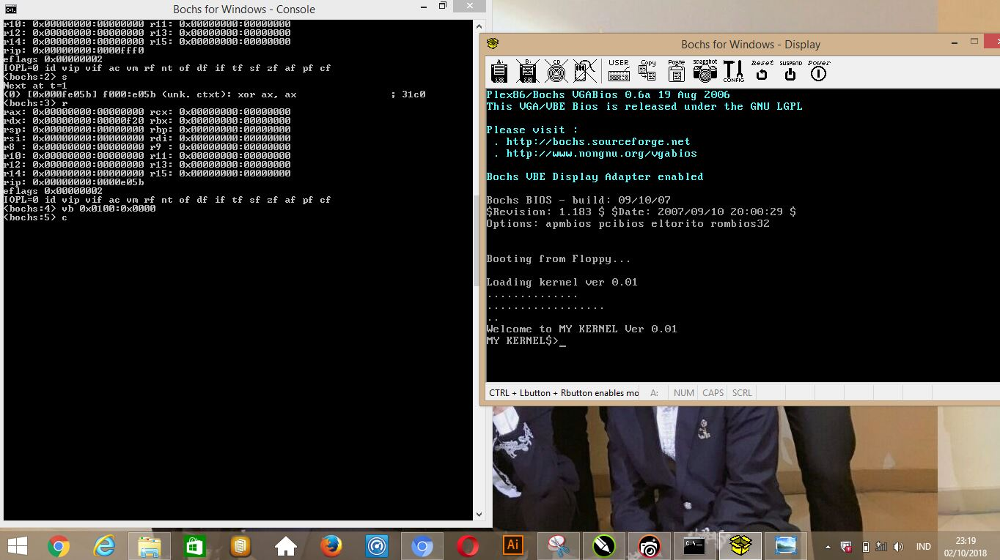 Bochs for Windows - Console
r10: 0x00000000:00000000 r11: 0x00000000:00000000
r12: 0x00000000:00000000 r13: 0x00000000:00000000
r14: 0x00000000:00000000 r15: 0x00000000:00000000
rip: 0x00000000:0000fff0
eflags 0x00000002
IOPL=0 id vip vif ac vm rf nt of df if tf sf zf af pf cf
<bochs:2> s
Next at t=1
(0) [0x000fe05b] f000:e05b (unk. ctxt): xor ax, ax ; 31c0
<bochs:3> r
rax: 0x00000000:00000000 rcx: 0x00000000:00000000
rdx: 0x00000000:00000f20 rbx: 0x00000000:00000000
rsp: 0x00000000:00000000 rbp: 0x00000000:00000000
rsi: 0x00000000:00000000 rdi: 0x00000000:00000000
r8 : 0x00000000:00000000 r9 : 0x00000000:00000000
r10: 0x00000000:00000000 r11: 0x00000000:00000000
r12: 0x00000000:00000000 r13: 0x00000000:00000000
r14: 0x00000000:00000000 r15: 0x00000000:00000000
rip: 0x00000000:0000e05b
eflags 0x00000002
IOPL=0 id vip vif ac vm rf nt of df if tf sf zf af pf cf
<bochs:4> vb 0x0100:0x0000
<bochs:5> c
Bochs for Windows - Display
A: B: CD USER Copy Paste snapshot CONFIG Reset SUSPEND Power
Plex86/Bochs VGABios 0.6a 19 Aug 2006
This VGA/VBE Bios is released under the GNU LGPL
Please visit :
. http://bochs.sourceforge.net
. http://www.nongnu.org/vgabios
Bochs VBE Display Adapter enabled
Bochs BIOS - build: 09/10/07
$Revision: 1.183 $ $Date: 2007/09/10 20:00:29 $
Options: apmbios pcibios eltorito rombios32
Booting from Floppy...
Loading kernel ver 0.01
..............
..................
..
Welcome to MY KERNEL Ver 0.01
MY KERNEL$>_
CTRL + Lbutton + Rbutton enables mo A: NUM CAPS SCRL
Ai
IND
23:19
02/10/2018